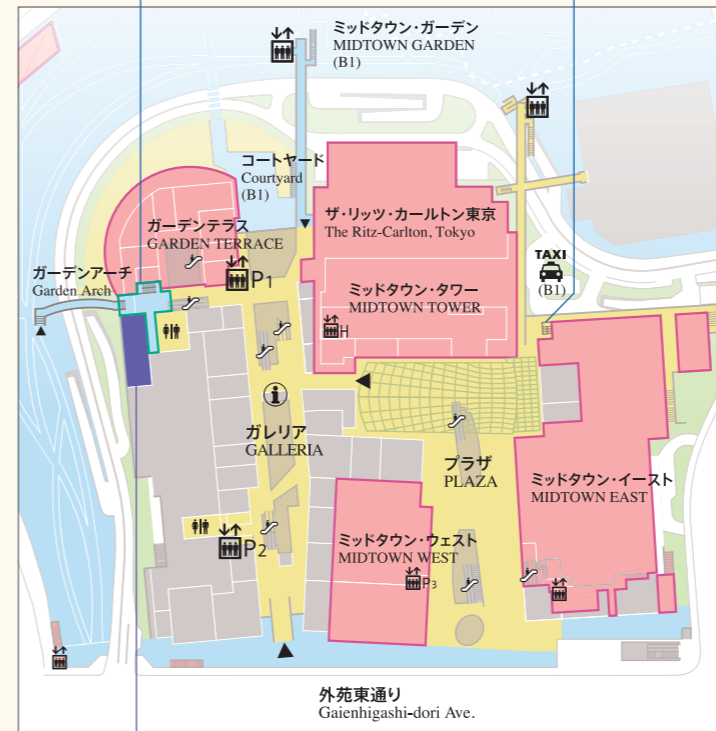 ミッドタウン・ガーデン
MIDTOWN GARDEN
(B1)
コートヤード
Courtyard
(B1)
ガーデンテラス
GARDEN TERRACE
ザ・リッツ・カールトン東京
The Ritz-Carlton, Tokyo
TAXI
(B1)
ガーデンアーチ
Garden Arch
P1
ミッドタウン・タワー
MIDTOWN TOWER
H
i
ガレリア
GALLERIA
プラザ
PLAZA
ミッドタウン・イースト
MIDTOWN EAST
P2
ミッドタウン・ウェスト
MIDTOWN WEST
P3
外苑東通り
Gaienhigashi-dori Ave.